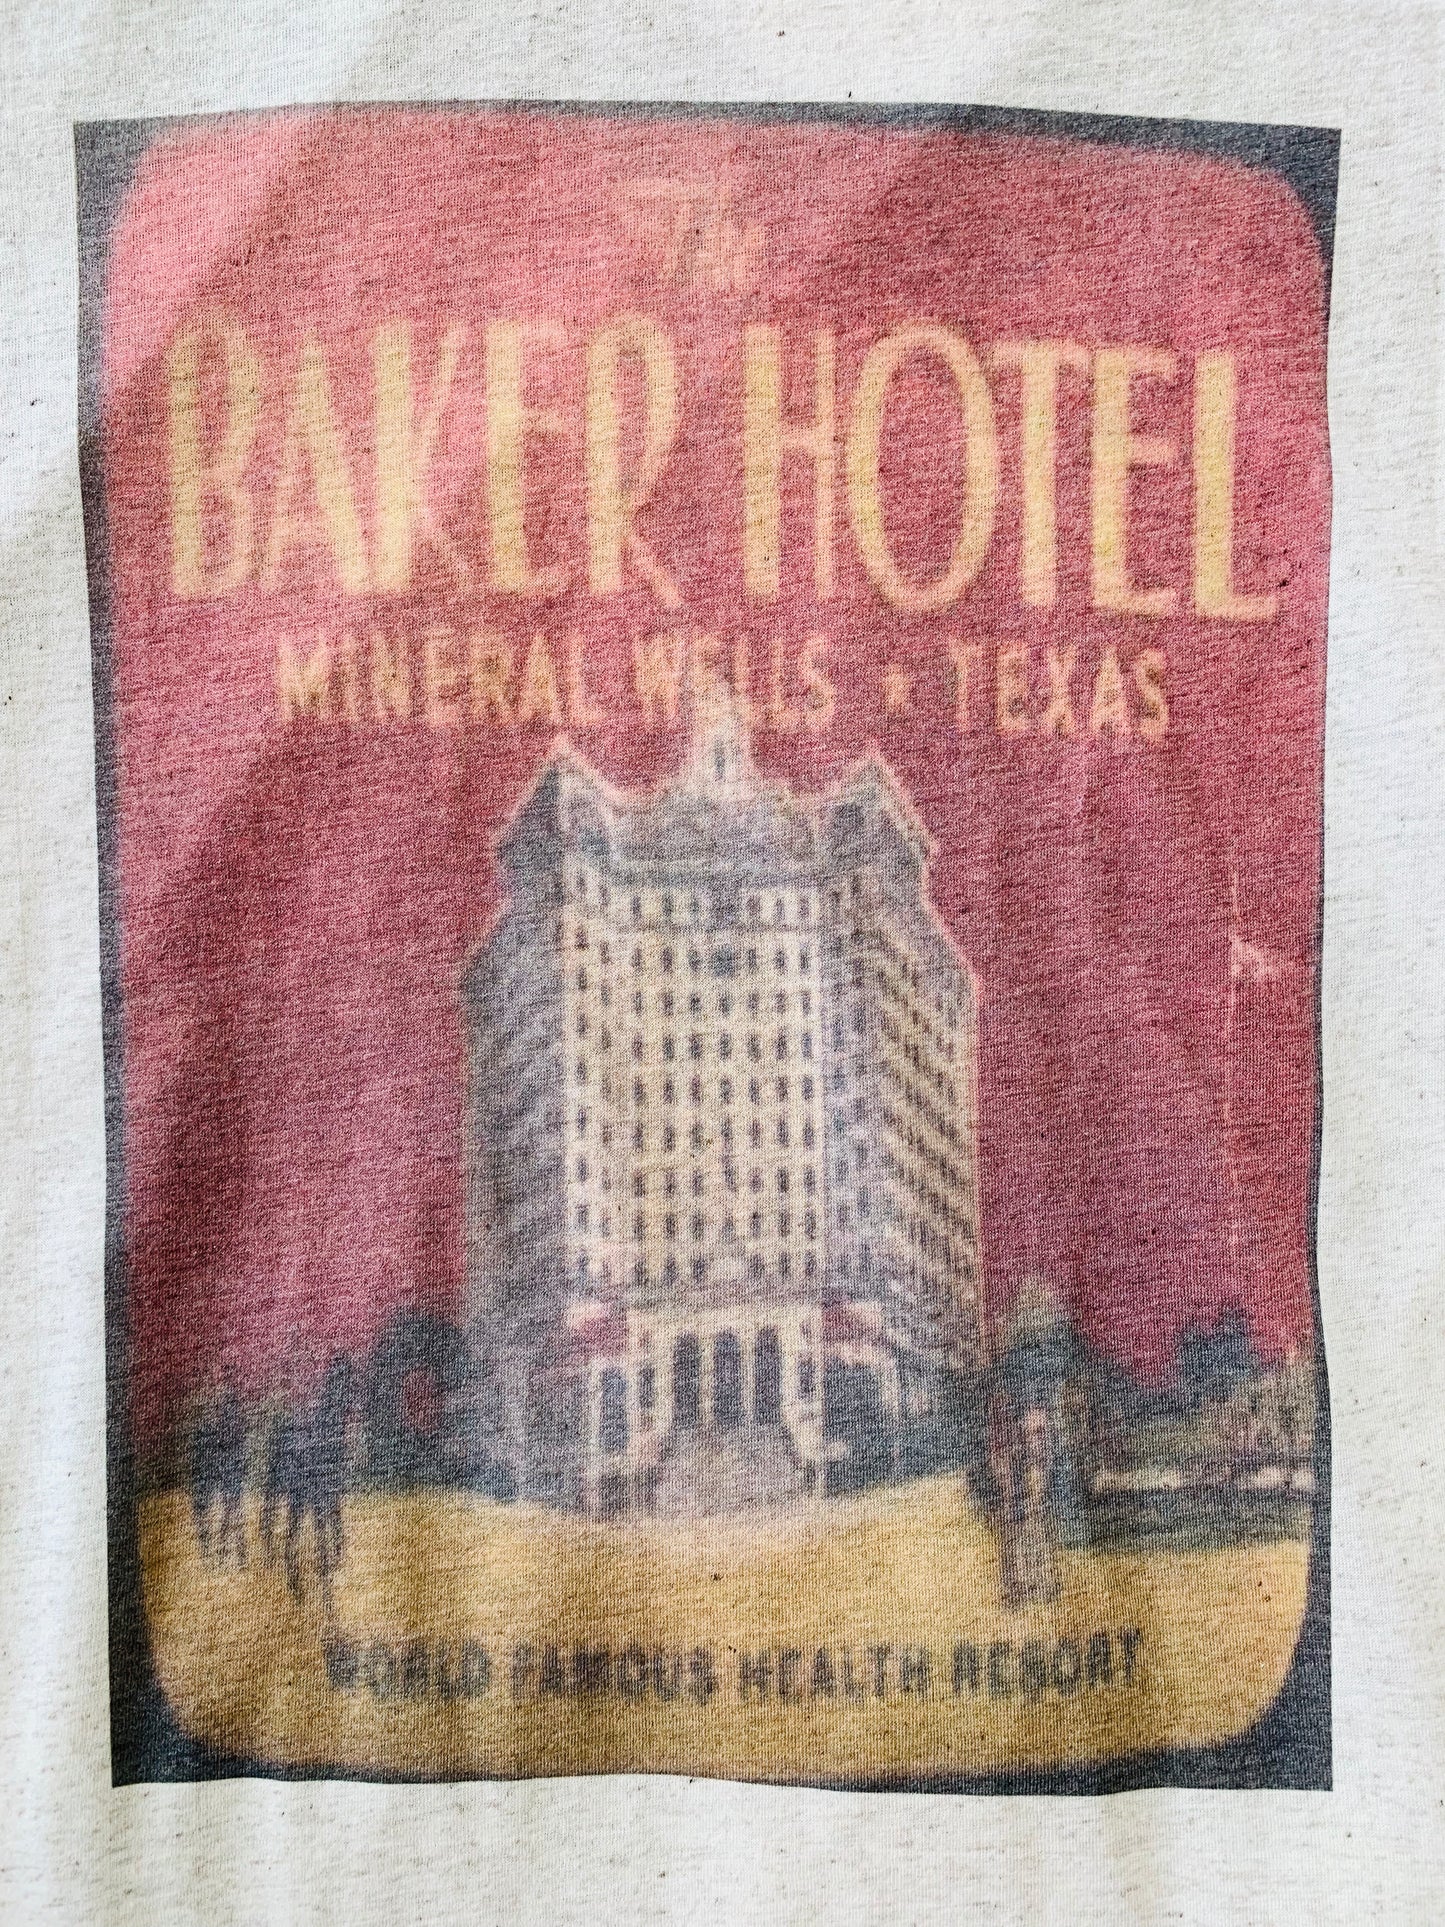 The
BAKER HOTEL
MINERAL WELLS • TEXAS
WORLD FAMOUS HEALTH RESORT